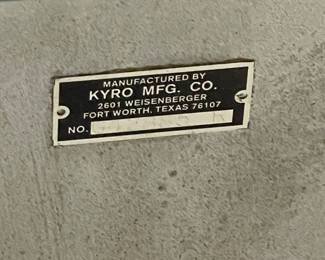 MANUFACTURED BY
KYRO MFG. CO.
2601 WEISENBERGER
FORT WORTH, TEXAS 76107
NO.